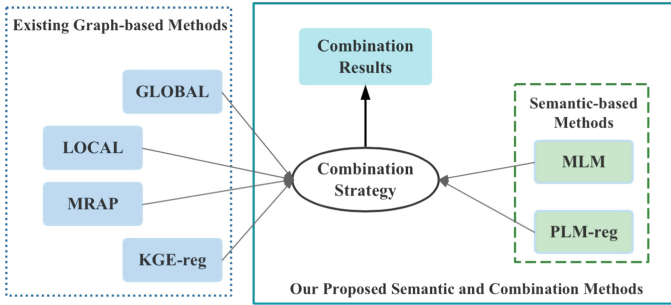 Existing Graph-based Methods
GLOBAL
LOCAL
MRAP
KGE-reg
Combination
Results
Combination
Strategy
Semantic-based
Methods
MLM
PLM-reg
Our Proposed Semantic and Combination Methods